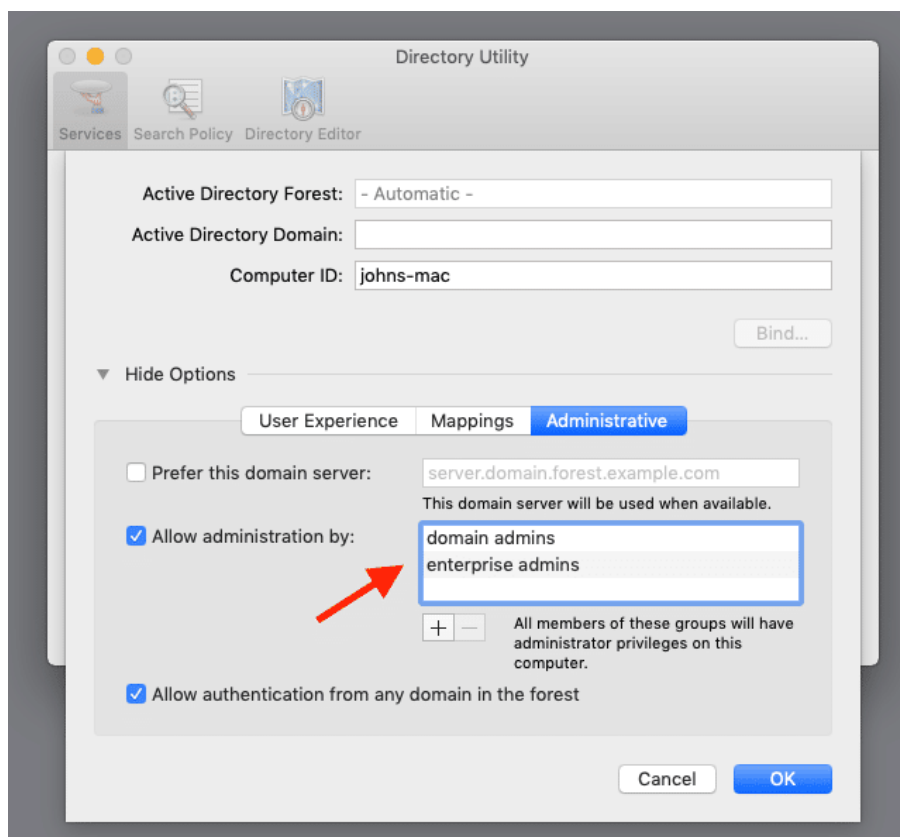 Directory Utility
Services Search Policy Directory Editor
Active Directory Forest: - Automatic -
Active Directory Domain:
Computer ID: johns-mac
Bind...
Hide Options
User Experience Mappings Administrative
Prefer this domain server: server.domain.forest.example.com
This domain server will be used when available.
Allow administration by: domain admins
enterprise admins
All members of these groups will have
administrator privileges on this
computer.
Allow authentication from any domain in the forest
Cancel OK